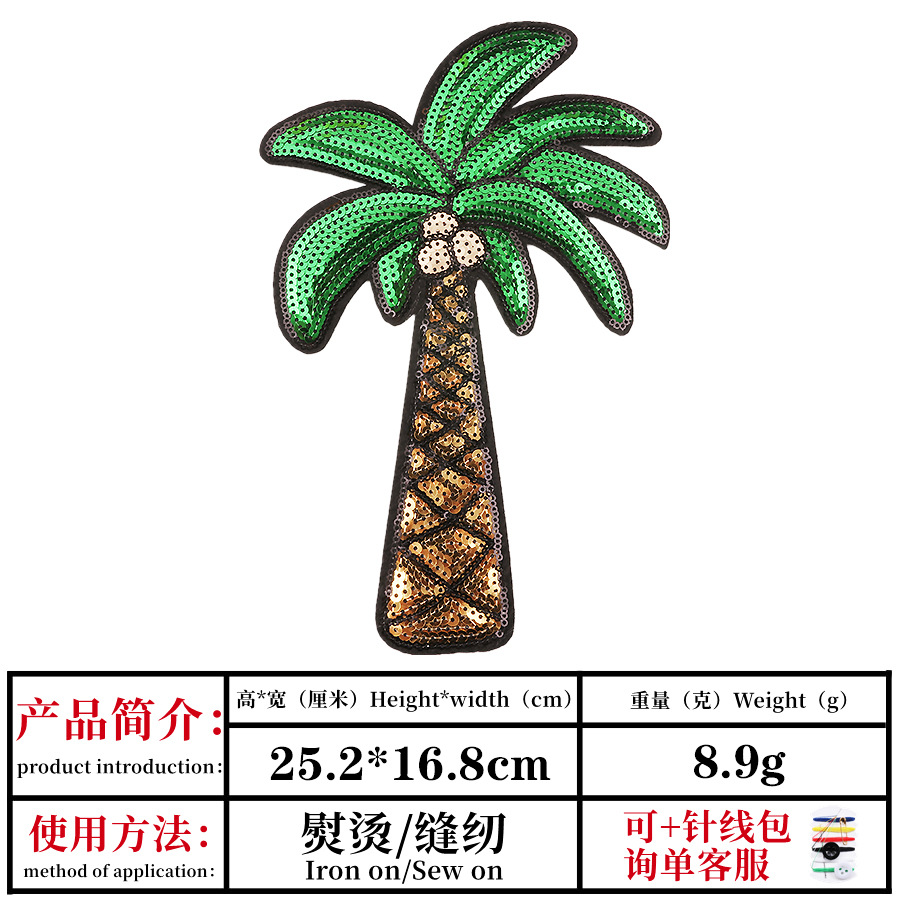 产品简介：
product introduction：
高*宽（厘米）Height*width（cm）
重量（克）Weight（g）
25.2*16.8cm
8.9g
使用方法：
method of application：
熨烫/缝纫
Iron on/Sew on
可+针线包
询单客服